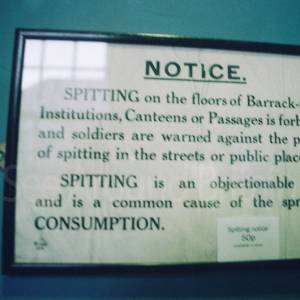 NOTICE.
SPITTING on the floors of Barrack-
Institutions, Canteens or Passages is forb
and soldiers are warned against the p
of spitting in the streets or public place
SPITTING is an objectionable
and is a common cause of the spr
CONSUMPTION.
Spitting notice
50p